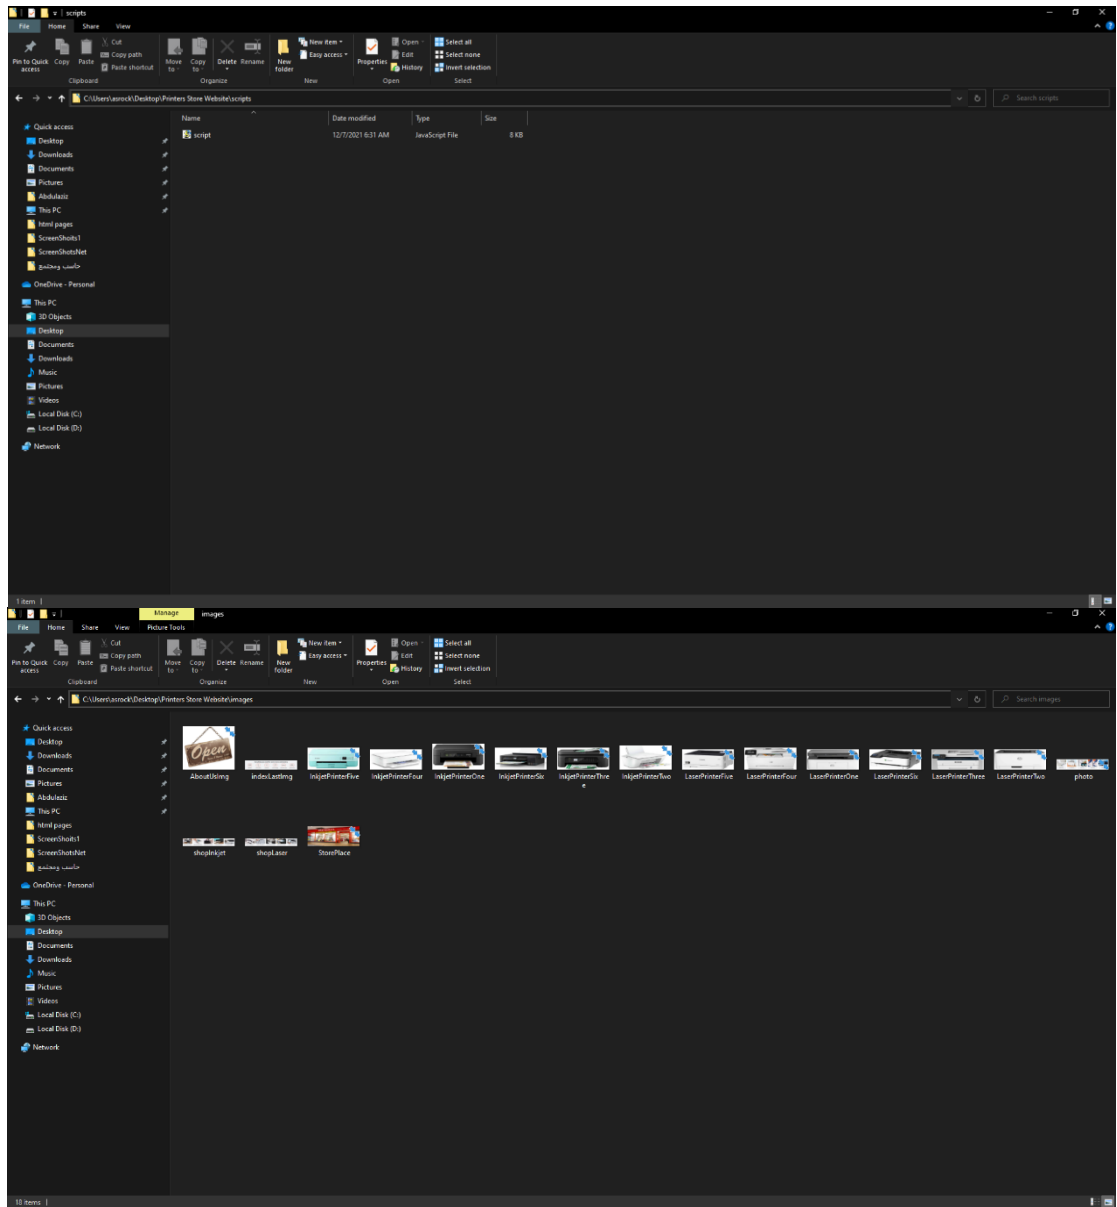 scripts
File Home Share View
Pin to Quick access
Copy
Paste
Cut
Copy path
Paste shortcut
Clipboard
Move to
Copy to
Delete
Rename
Organize
New folder
New item
Easy access
New
Properties
Open
Edit
History
Open
Select all
Select none
Invert selection
Select
C:\Users\asrock\Desktop\Printers Store Website\scripts
Search scripts
Name Date modified Type Size
script 12/7/2021 6:31 AM JavaScript File 8 KB
Quick access
Desktop
Downloads
Documents
Pictures
Abdulaziz
This PC
html pages
ScreenShoits1
ScreenShotsNet
حاسب ومجتمع
OneDrive - Personal
This PC
3D Objects
Desktop
Documents
Downloads
Music
Pictures
Videos
Local Disk (C:)
Local Disk (D:)
Network
1 item
Manage images
File Home Share View Picture Tools
Pin to Quick access
Copy
Paste
Cut
Copy path
Paste shortcut
Clipboard
Move to
Copy to
Delete
Rename
Organize
New folder
New item
Easy access
New
Properties
Open
Edit
History
Open
Select all
Select none
Invert selection
Select
C:\Users\asrock\Desktop\Printers Store Website\images
Search images
Quick access
Desktop
Downloads
Documents
Pictures
Abdulaziz
This PC
html pages
ScreenShoits1
ScreenShotsNet
حاسب ومجتمع
OneDrive - Personal
This PC
3D Objects
Desktop
Documents
Downloads
Music
Pictures
Videos
Local Disk (C:)
Local Disk (D:)
Network
Open
AboutUsImg indexLastImg InkjetPrinterFive InkjetPrinterFour InkjetPrinterOne InkjetPrinterSix InkjetPrinterThree InkjetPrinterTwo LaserPrinterFive LaserPrinterFour LaserPrinterOne LaserPrinterSix LaserPrinterThree LaserPrinterTwo photo
shopInkjet shopLaser StorePlace
18 items